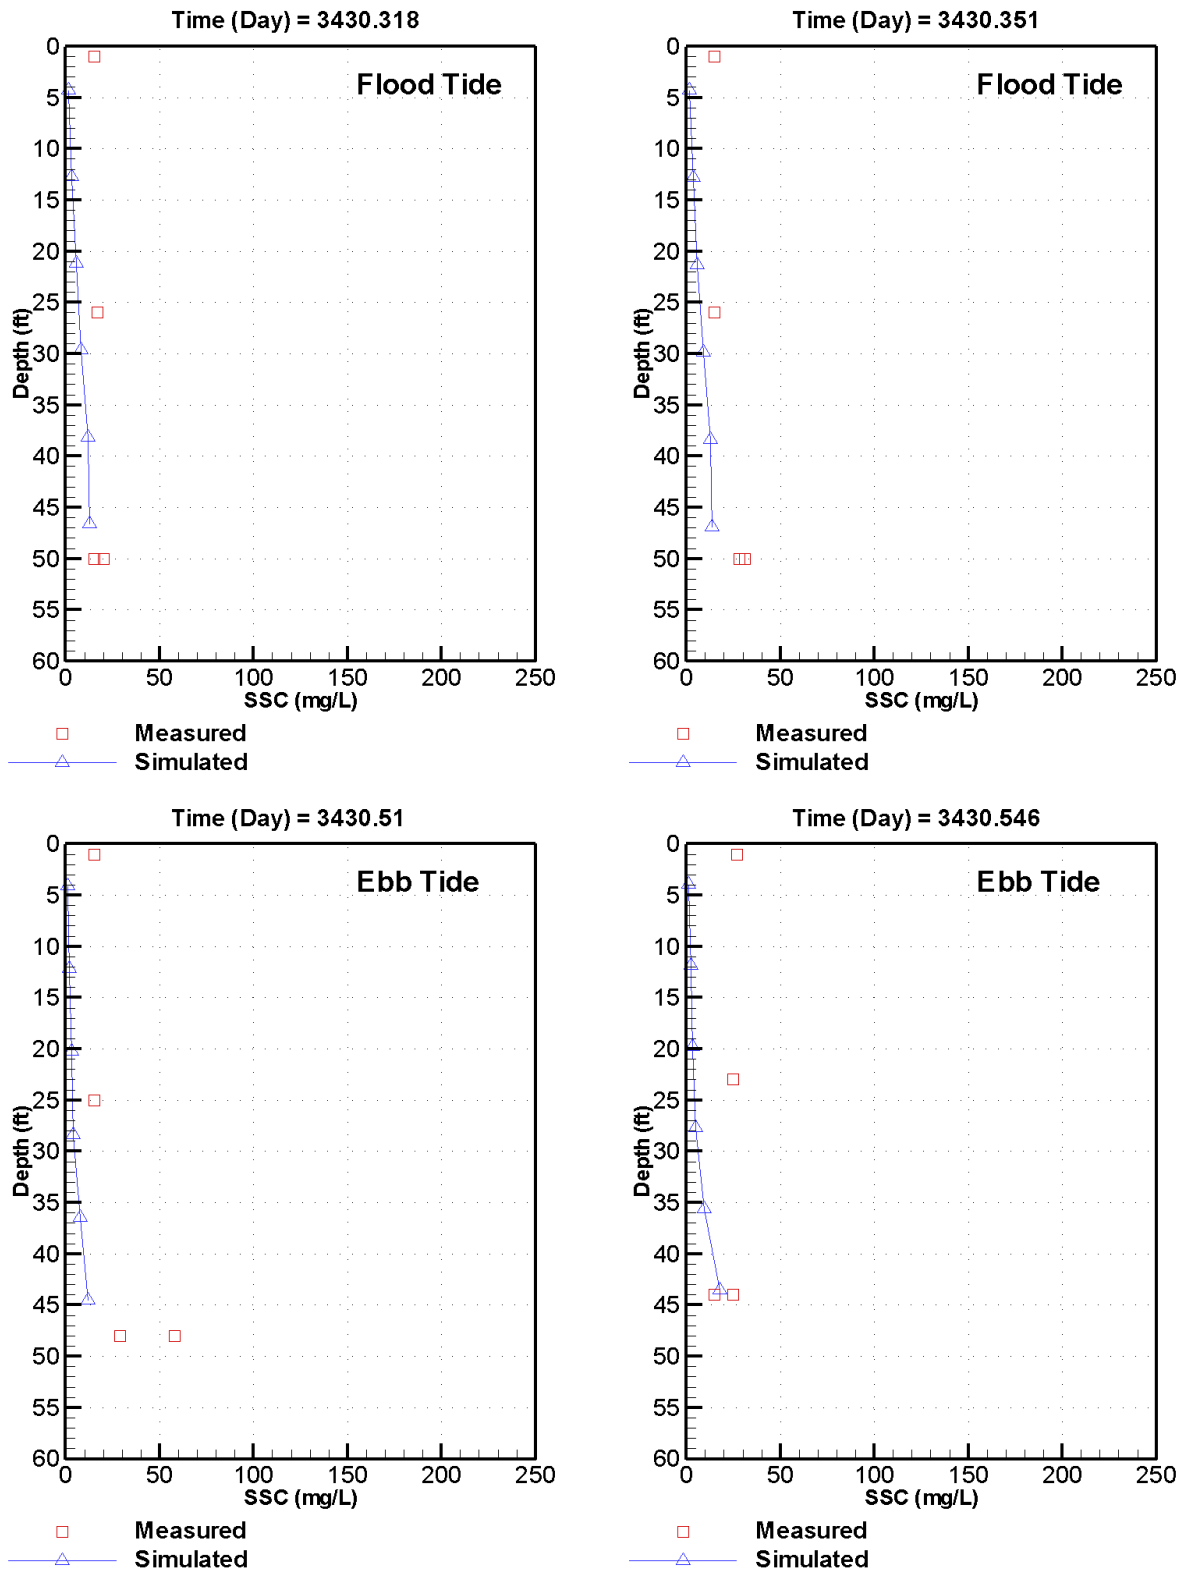 Time (Day) = 3430.318
0
5
10
15
20
25
30
35
40
45
50
55
60
Depth (ft)
Flood Tide
0 50 100 150 200 250
SSC (mg/L)
Measured
Simulated
Time (Day) = 3430.351
0
5
10
15
20
25
30
35
40
45
50
55
60
Depth (ft)
Flood Tide
0 50 100 150 200 250
SSC (mg/L)
Measured
Simulated
Time (Day) = 3430.51
0
5
10
15
20
25
30
35
40
45
50
55
60
Depth (ft)
Ebb Tide
0 50 100 150 200 250
SSC (mg/L)
Measured
Simulated
Time (Day) = 3430.546
0
5
10
15
20
25
30
35
40
45
50
55
60
Depth (ft)
Ebb Tide
0 50 100 150 200 250
SSC (mg/L)
Measured
Simulated